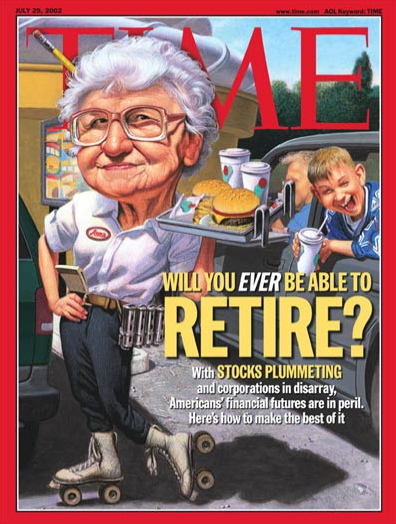 JULY 29, 2002
www.time.com AOL Keyword: TIME
TIME
Anna
WILL YOU EVER BE ABLE TO
RETIRE?
With STOCKS PLUMMETING
and corporations in disarray,
Americans' financial futures are in peril.
Here's how to make the best of it